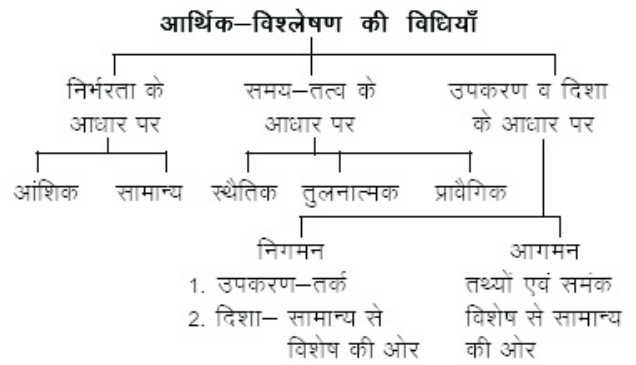 आर्थिक–विश्लेषण की विधियाँ
निर्भरता के समय–तत्व के उपकरण व दिशा
आधार पर आधार पर के आधार पर
आंशिक सामान्य स्थैतिक तुलनात्मक प्रावैगिक
निगमन आगमन
1. उपकरण–तर्क तथ्यों एवं समंक
2. दिशा– सामान्य से विशेष से सामान्य
विशेष की ओर की ओर